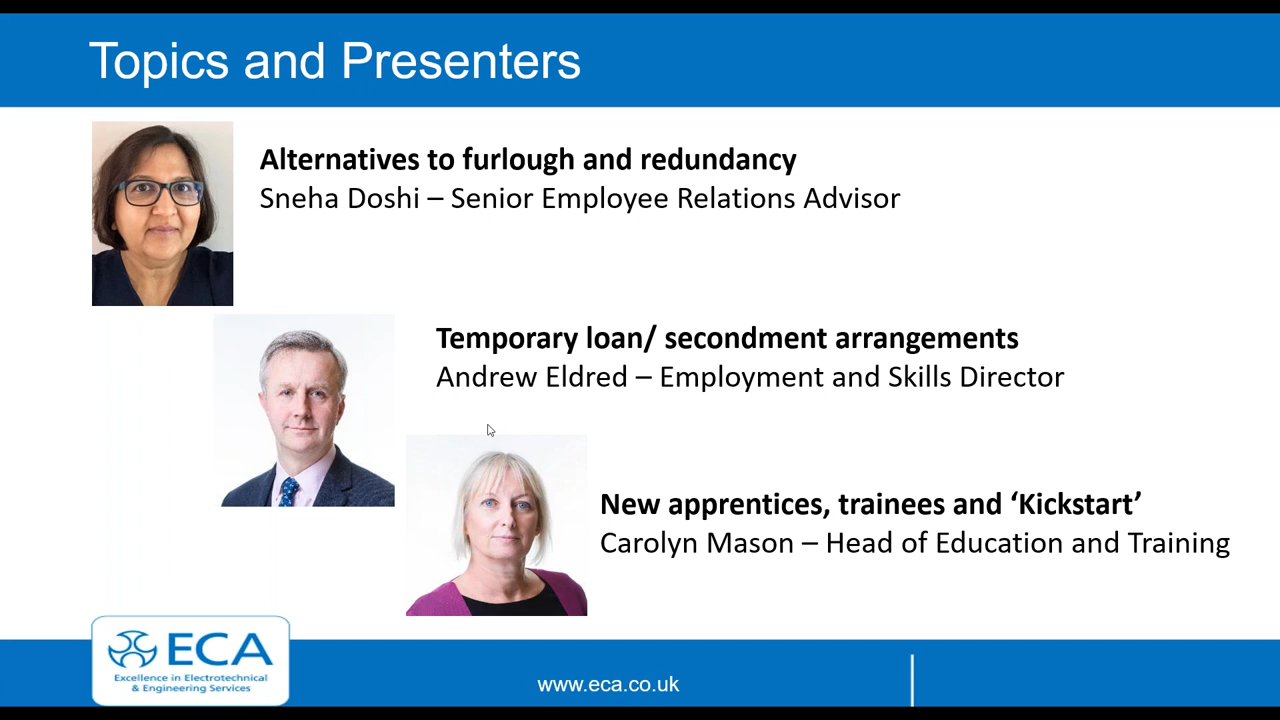 Topics and Presenters
Alternatives to furlough and redundancy
Sneha Doshi – Senior Employee Relations Advisor
Temporary loan/ secondment arrangements
Andrew Eldred – Employment and Skills Director
New apprentices, trainees and ‘Kickstart’
Carolyn Mason – Head of Education and Training
ECA
Excellence in Electrotechnical
& Engineering Services
www.eca.co.uk